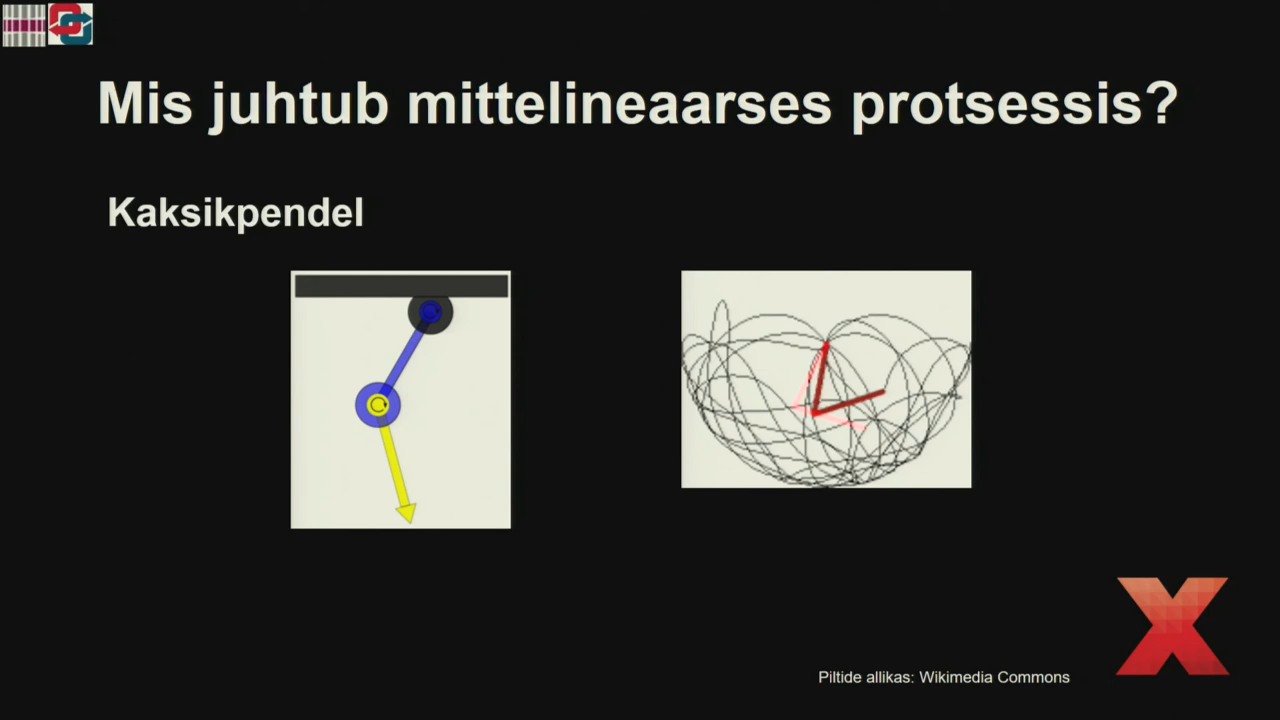 Mis juhtub mittelineaarses protsessis?
Kaksikpendel
X
Piltide allikas: Wikimedia Commons